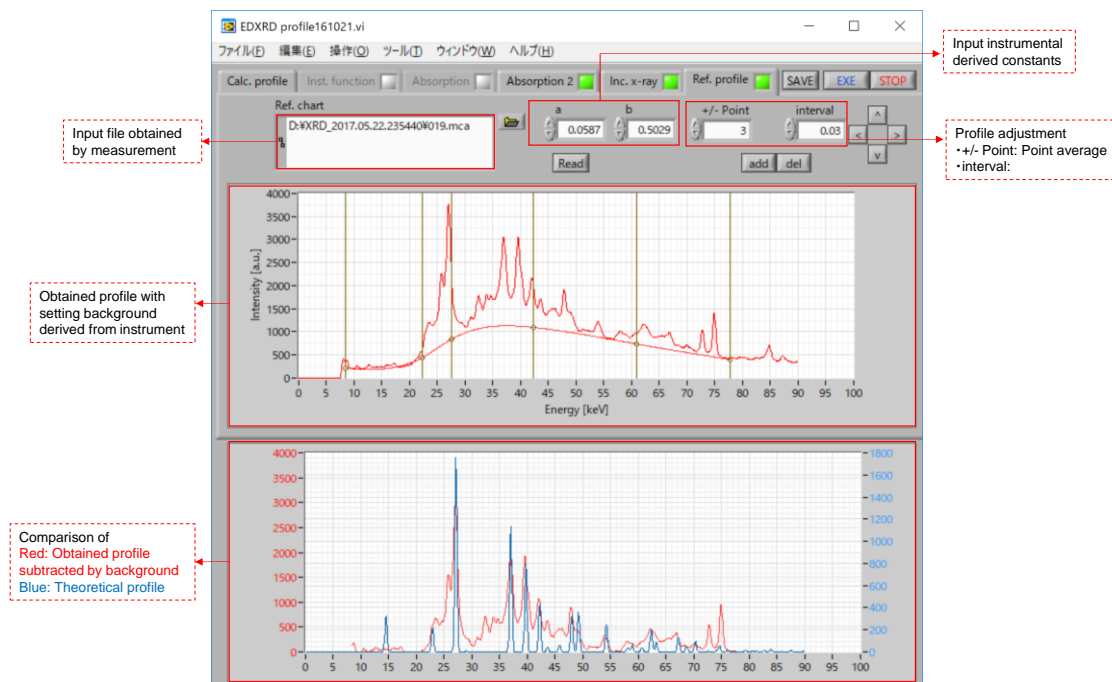 EDXRD profile161021.vi
ファイル(F) 編集(E) 操作(O) ツール(T) ウィンドウ(W) ヘルプ(H)
Calc. profile Inst. function Absorption Absorption 2 Inc. x-ray Ref. profile SAVE EXE STOP
Ref. chart
D:¥XRD_2017.05.22.235440¥019.mca
a b +/- Point interval
0.0587 0.5029 3 0.03
< ^ > v
Read add del
Input instrumental
derived constants
Input file obtained
by measurement
Profile adjustment
・+/- Point: Point average
・interval:
Obtained profile with
setting background
derived from instrument
Intensity [a.u.]
4000
3500
3000
2500
2000
1500
1000
500
0
0 5 10 15 20 25 30 35 40 45 50 55 60 65 70 75 80 85 90 95 100
Energy [keV]
Comparison of
Red: Obtained profile
subtracted by background
Blue: Theoretical profile
4000
3500
3000
2500
2000
1500
1000
500
0
1800
1600
1400
1200
1000
800
600
400
200
0
0 5 10 15 20 25 30 35 40 45 50 55 60 65 70 75 80 85 90 95 100